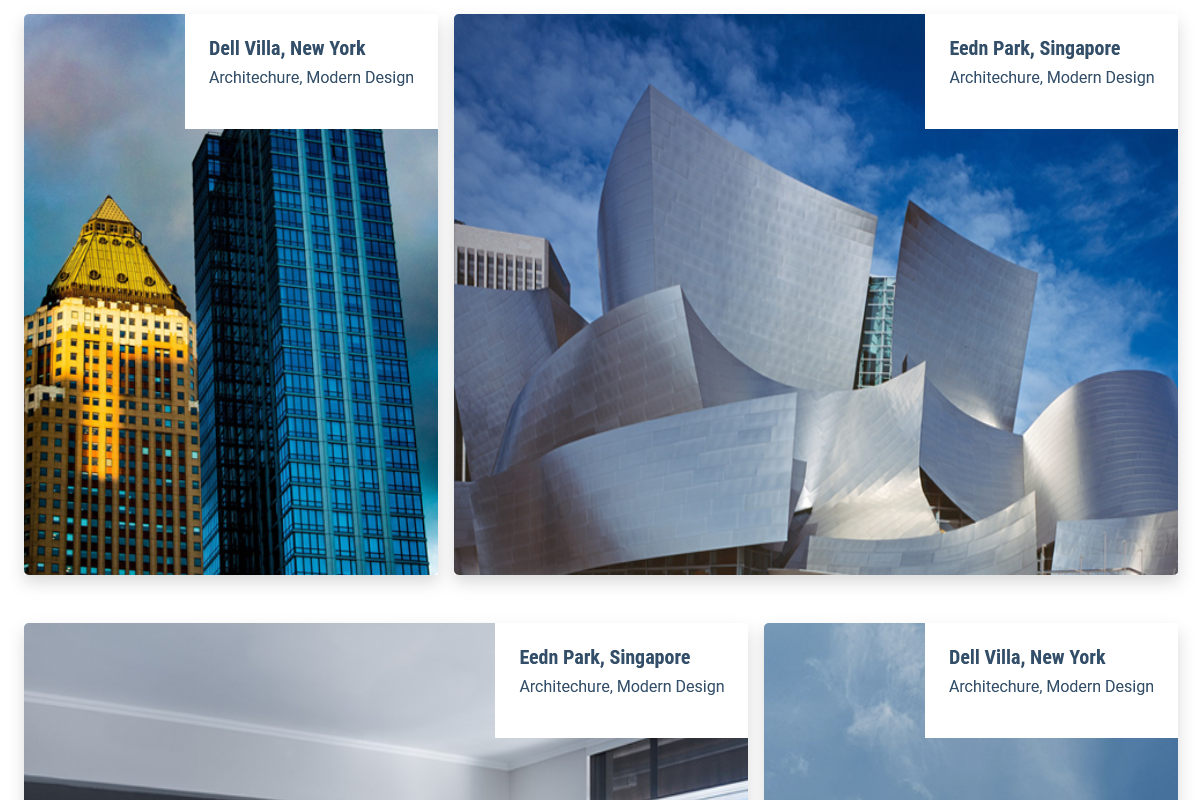 Dell Villa, New York
Architechure, Modern Design
Eedn Park, Singapore
Architechure, Modern Design
Eedn Park, Singapore
Architechure, Modern Design
Dell Villa, New York
Architechure, Modern Design